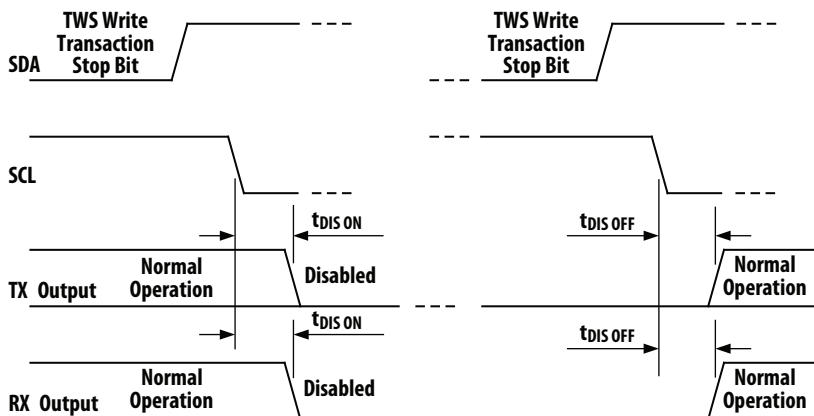 TWS Write
Transaction
Stop Bit
SDA
TWS Write
Transaction
Stop Bit
SCL
tDIS ON
tDIS OFF
TX Output
Normal
Operation
Disabled
Normal
Operation
tDIS ON
tDIS OFF
RX Output
Normal
Operation
Disabled
Normal
Operation